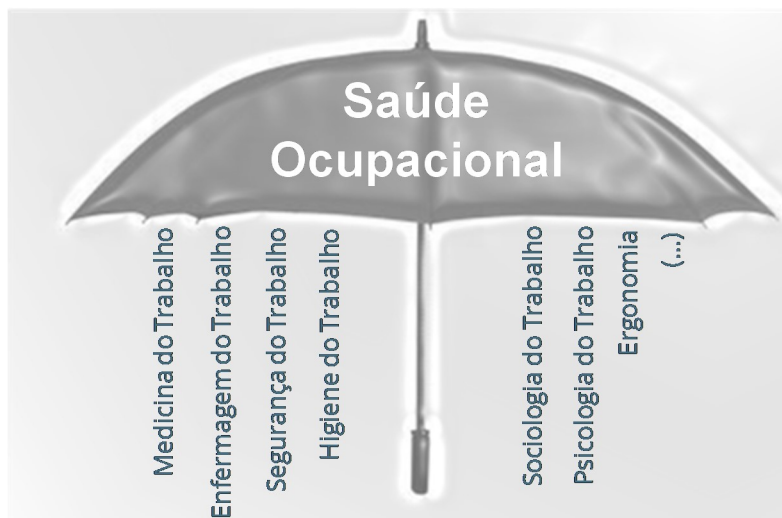 Saúde
Ocupacional
Medicina do Trabalho
Enfermagem do Trabalho
Segurança do Trabalho
Higiene do Trabalho
Sociologia do Trabalho
Psicologia do Trabalho
Ergonomia
(...)